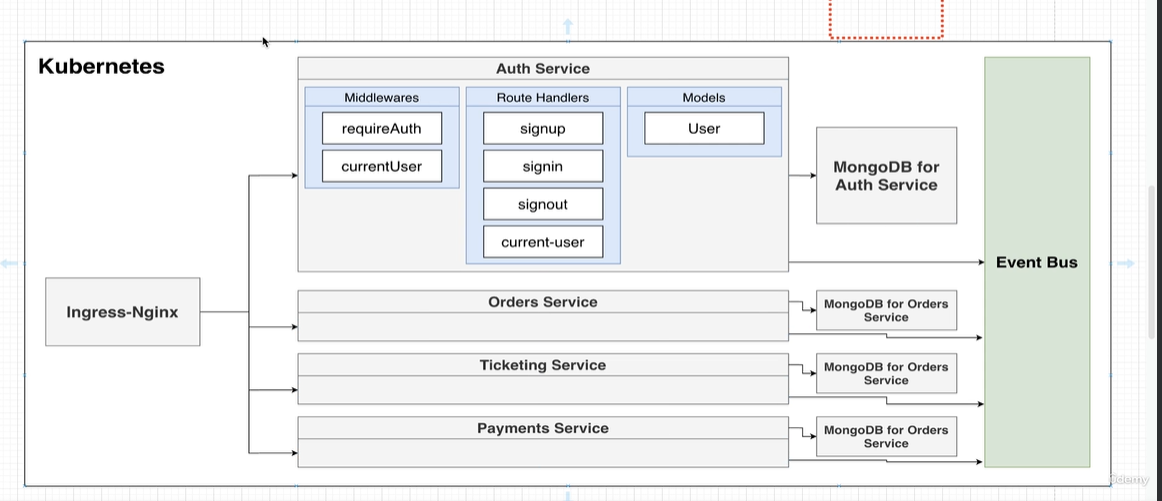 Kubernetes
Auth Service
Middlewares
requireAuth
currentUser
Route Handlers
signup
signin
signout
current-user
Models
User
MongoDB for
Auth Service
Event Bus
Ingress-Nginx
Orders Service
MongoDB for Orders
Service
Ticketing Service
MongoDB for Orders
Service
Payments Service
MongoDB for Orders
Service
Udemy